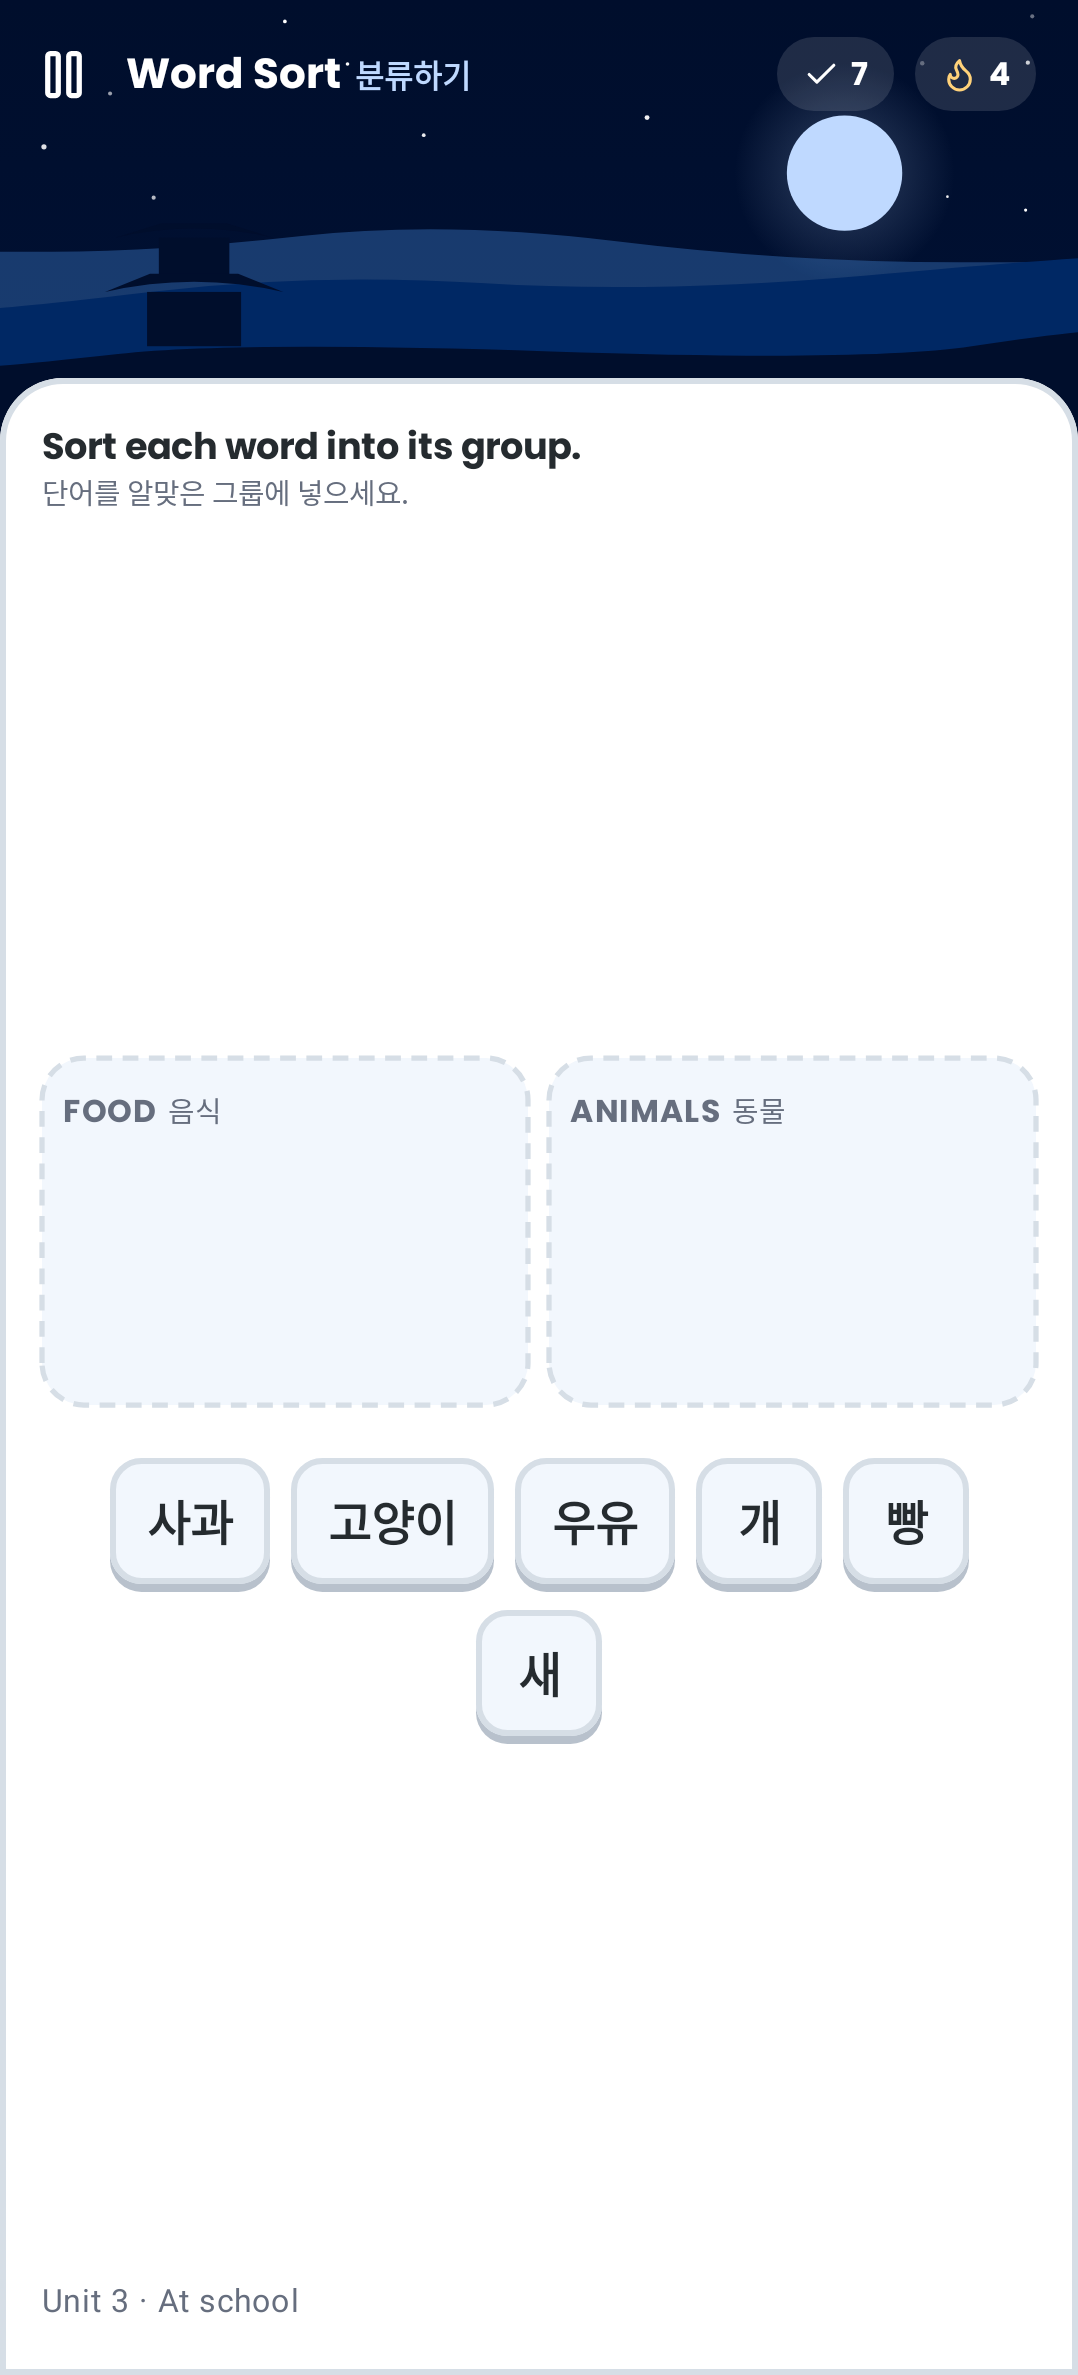 Word Sort 분류하기 7 4
Sort each word into its group.
단어를 알맞은 그룹에 넣으세요.
FOOD 음식
ANIMALS 동물
사과 고양이 우유 개 빵
새
Unit 3 · At school